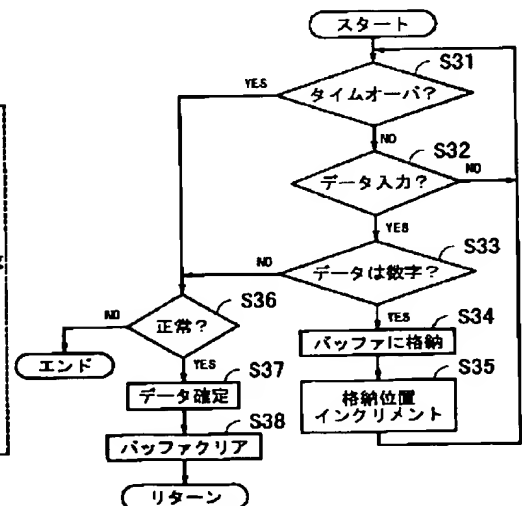 スタート
S31
タイムオーバ?
YES
NO
S32
データ入力?
NO
YES
S33
データは数字?
NO
YES
S34
バッファに格納
S35
格納位置
インクリメント
S36
正常?
NO
エンド
YES
S37
データ確定
S38
バッファクリア
リターン